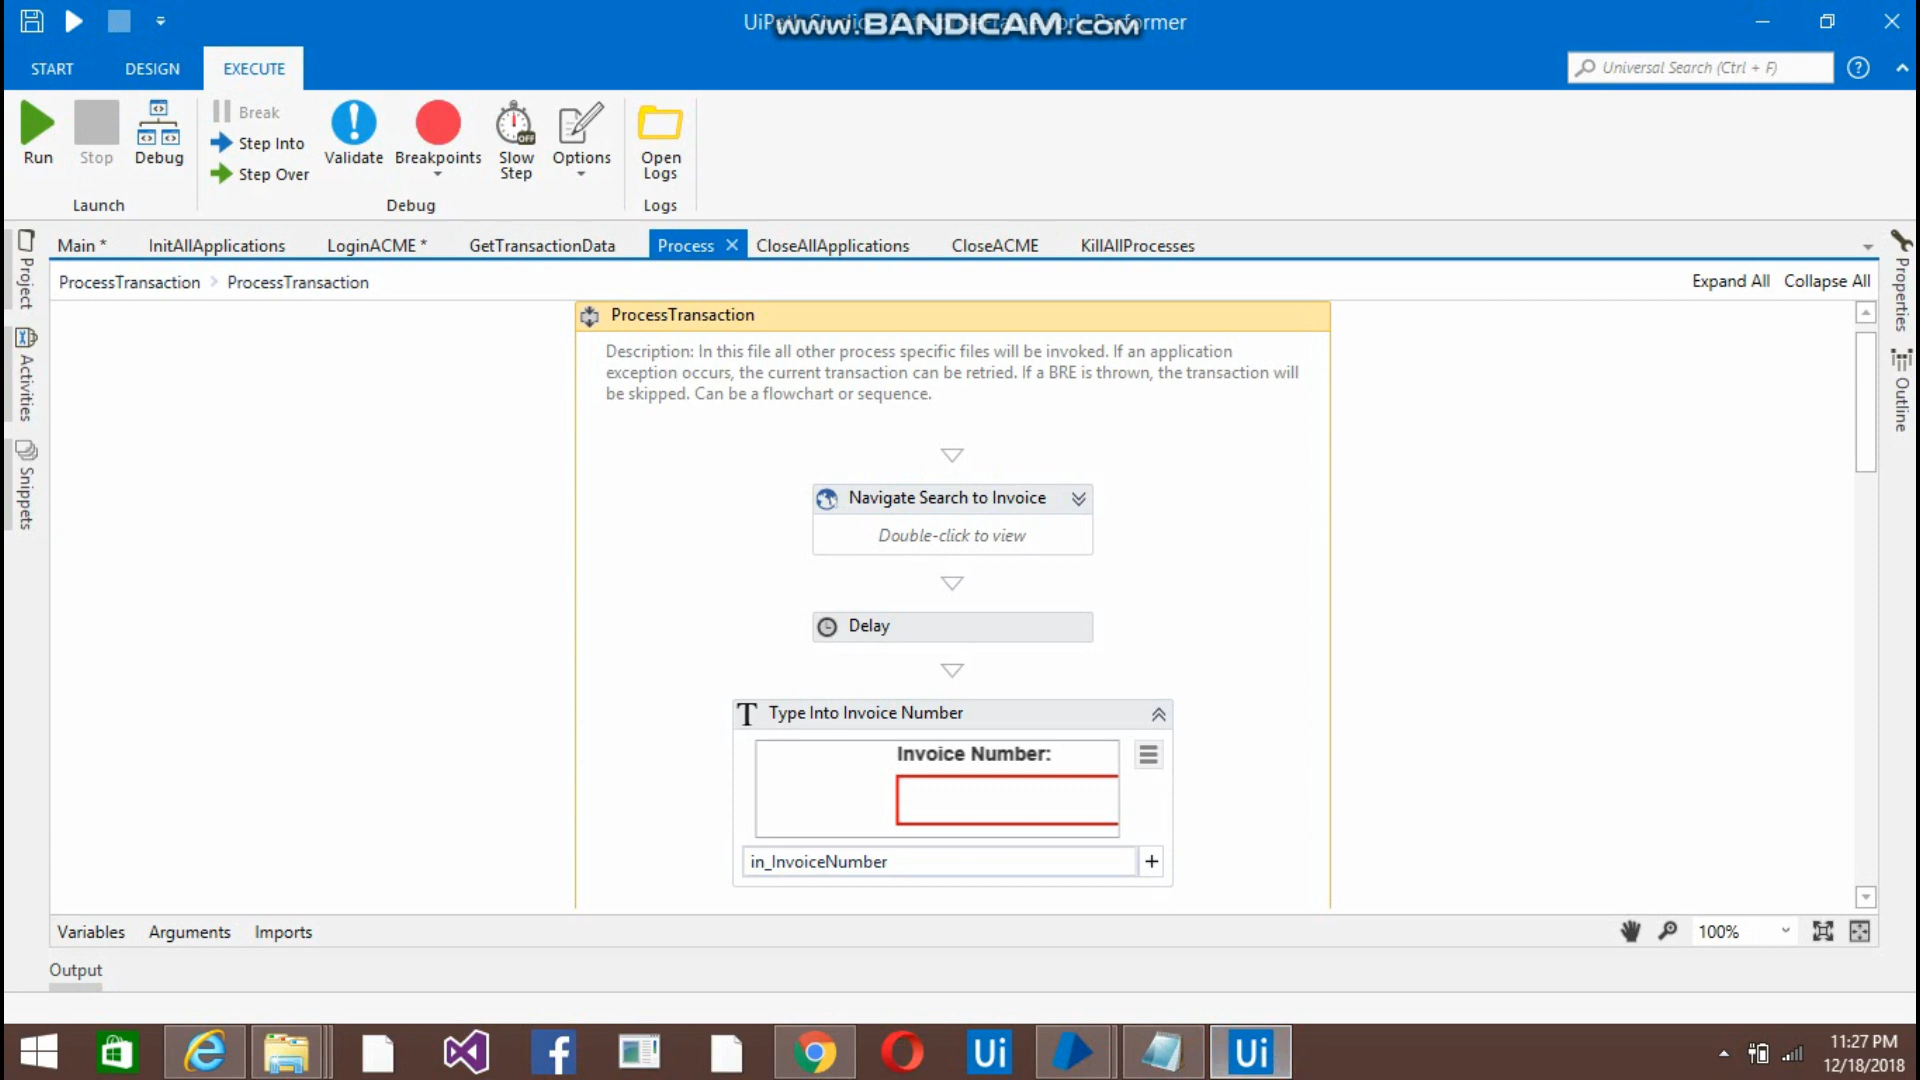 UiP
www.BANDICAM.com
rmer
START
DESIGN
EXECUTE
Universal Search (Ctrl + F)
Run
Stop
Debug
Break
Step Into
Step Over
Validate
Breakpoints
Slow
Step
OFF
Options
Open
Logs
Launch
Debug
Logs
Main *
InitAllApplications
LoginACME *
GetTransactionData
Process
CloseAllApplications
CloseACME
KillAllProcesses
ProcessTransaction > ProcessTransaction
Expand All
Collapse All
Project
Activities
Snippets
Properties
Outline
ProcessTransaction
Description: In this file all other process specific files will be invoked. If an application
exception occurs, the current transaction can be retried. If a BRE is thrown, the transaction will
be skipped. Can be a flowchart or sequence.
Navigate Search to Invoice
Double-click to view
Delay
T Type Into Invoice Number
Invoice Number:
in_InvoiceNumber
Variables
Arguments
Imports
100%
Output
Ui
Ui
11:27 PM
12/18/2018